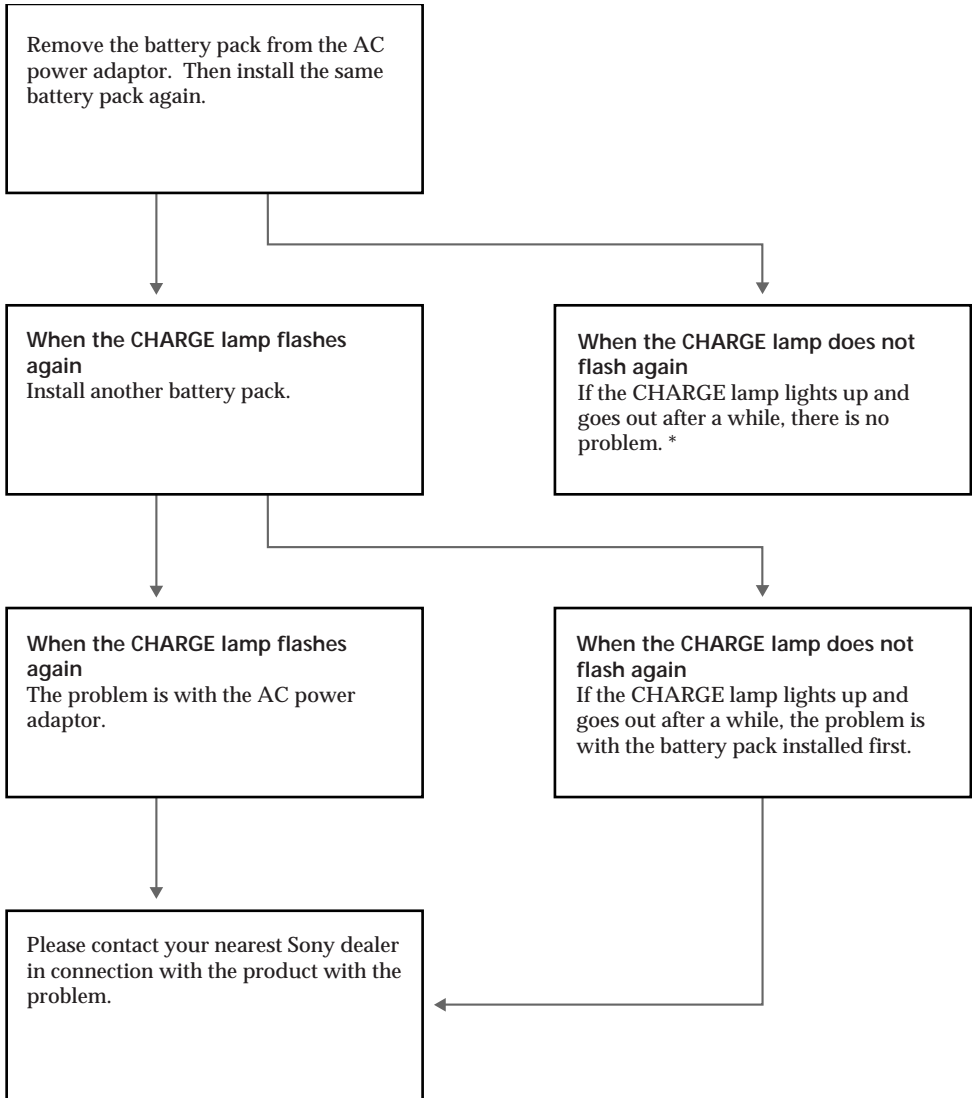 Remove the battery pack from the AC
power adaptor.  Then install the same
battery pack again.
When the CHARGE lamp flashes
again
Install another battery pack.
When the CHARGE lamp does not
flash again
If the CHARGE lamp lights up and
goes out after a while, there is no
problem. *
When the CHARGE lamp flashes
again
The problem is with the AC power
adaptor.
When the CHARGE lamp does not
flash again
If the CHARGE lamp lights up and
goes out after a while, the problem is
with the battery pack installed first.
Please contact your nearest Sony dealer
in connection with the product with the
problem.